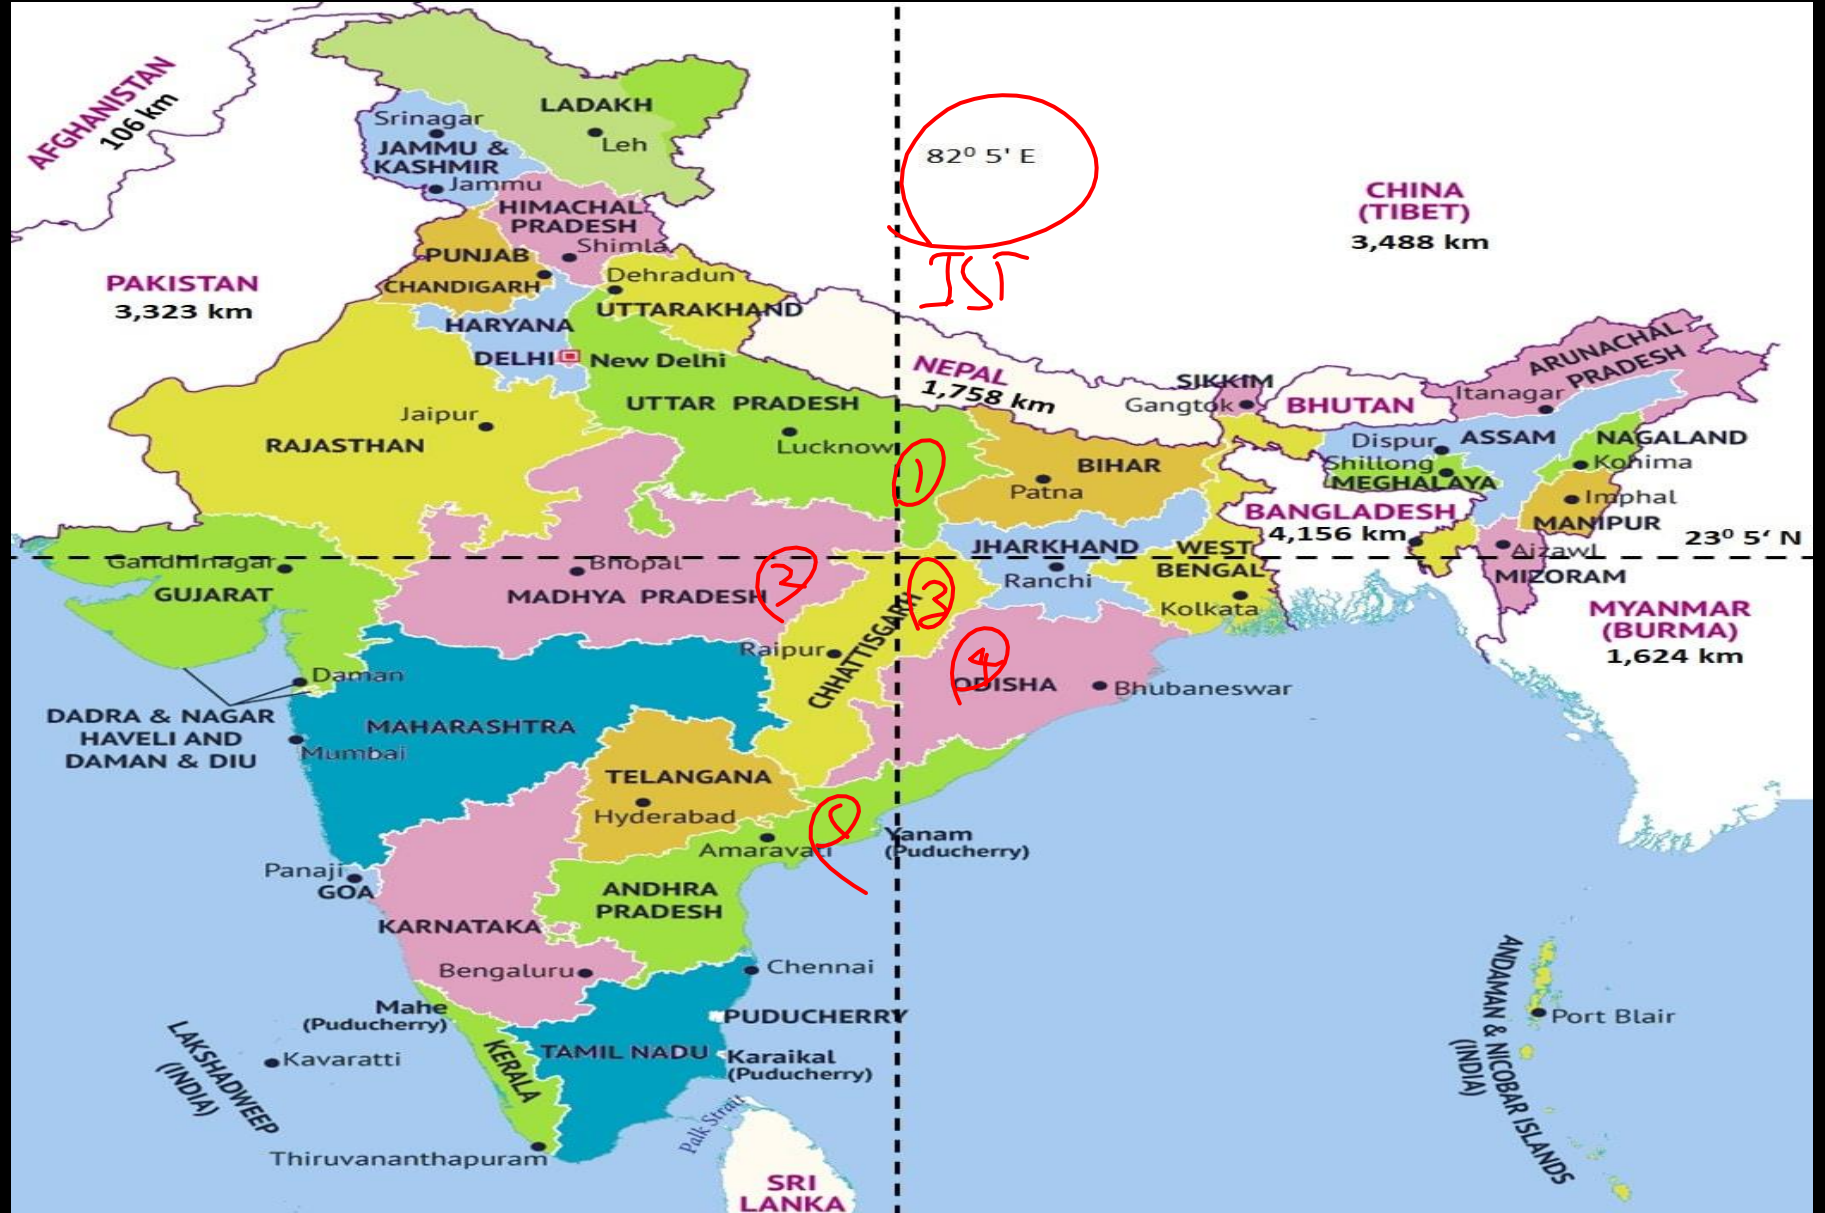 AFGHANISTAN
106 km
LADAKH
Leh
Srinagar
JAMMU &
KASHMIR
Jammu
82⁰ 5' E
IST
CHINA
(TIBET)
3,488 km
HIMACHAL
PRADESH
Shimla
PUNJAB
CHANDIGARH
Dehradun
UTTARAKHAND
PAKISTAN
3,323 km
HARYANA
DELHI
New Delhi
NEPAL
1,758 km
SIKKIM
Gangtok
BHUTAN
ARUNACHAL
PRADESH
Itanagar
UTTAR PRADESH
Lucknow
Jaipur
RAJASTHAN
1
BIHAR
Patna
Dispur
ASSAM
NAGALAND
Kohima
Shillong
MEGHALAYA
Imphal
MANIPUR
BANGLADESH
4,156 km
23⁰ 5‘ N
Gandhinagar
GUJARAT
Bhopal
MADHYA PRADESH
2
3
JHARKHAND
Ranchi
WEST
BENGAL
Kolkata
Aizawl
MIZORAM
MYANMAR
(BURMA)
1,624 km
Raipur
CHHATTISGARH
4
ODISHA
Bhubaneswar
Daman
DADRA & NAGAR
HAVELI AND
DAMAN & DIU
MAHARASHTRA
Mumbai
TELANGANA
Hyderabad
Amaravati
5
Yanam
(Puducherry)
Panaji
GOA
ANDHRA
PRADESH
KARNATAKA
Bengaluru
Chennai
Mahe
(Puducherry)
PUDUCHERRY
KERALA
TAMIL NADU
Karaikal
(Puducherry)
LAKSHADWEEP
(INDIA)
Kavaratti
Thiruvananthapuram
Palk Strait
SRI
LANKA
ANDAMAN & NICOBAR ISLANDS
(INDIA)
Port Blair